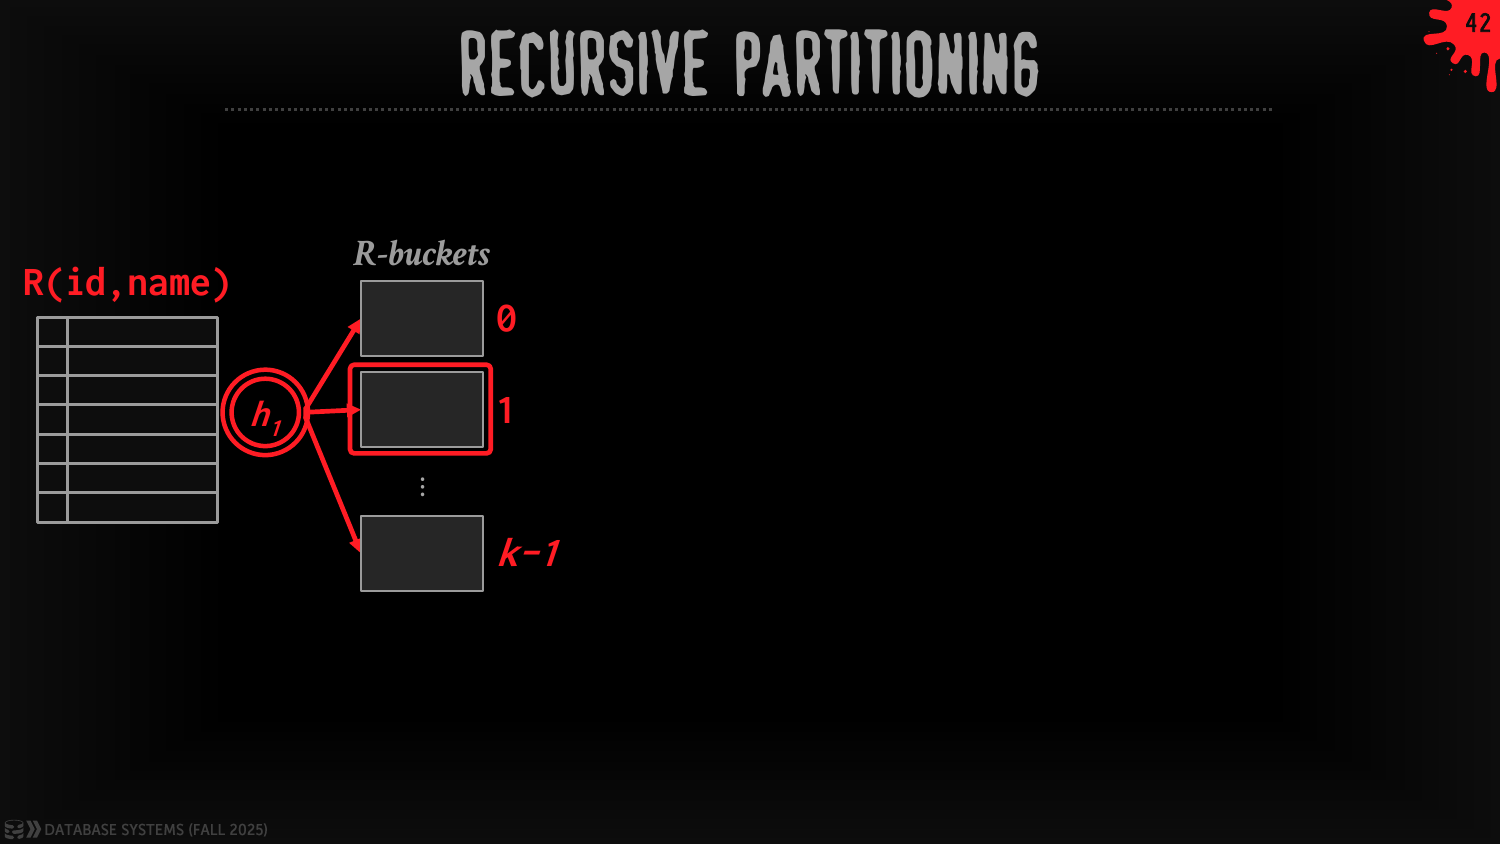 42
RECURSIVE PARTITIONING
R-buckets
R(id,name)
0
h1
1
⋮
k-1
DATABASE SYSTEMS (FALL 2025)